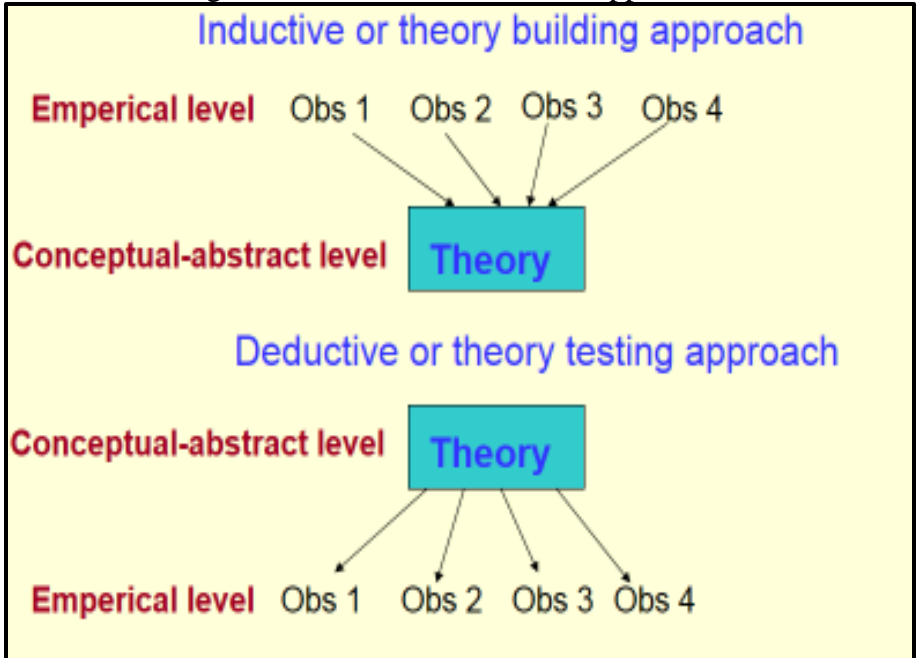 Inductive or theory building approach
Emperical level Obs 1 Obs 2 Obs 3 Obs 4
Conceptual-abstract level Theory
Deductive or theory testing approach
Conceptual-abstract level Theory
Emperical level Obs 1 Obs 2 Obs 3 Obs 4